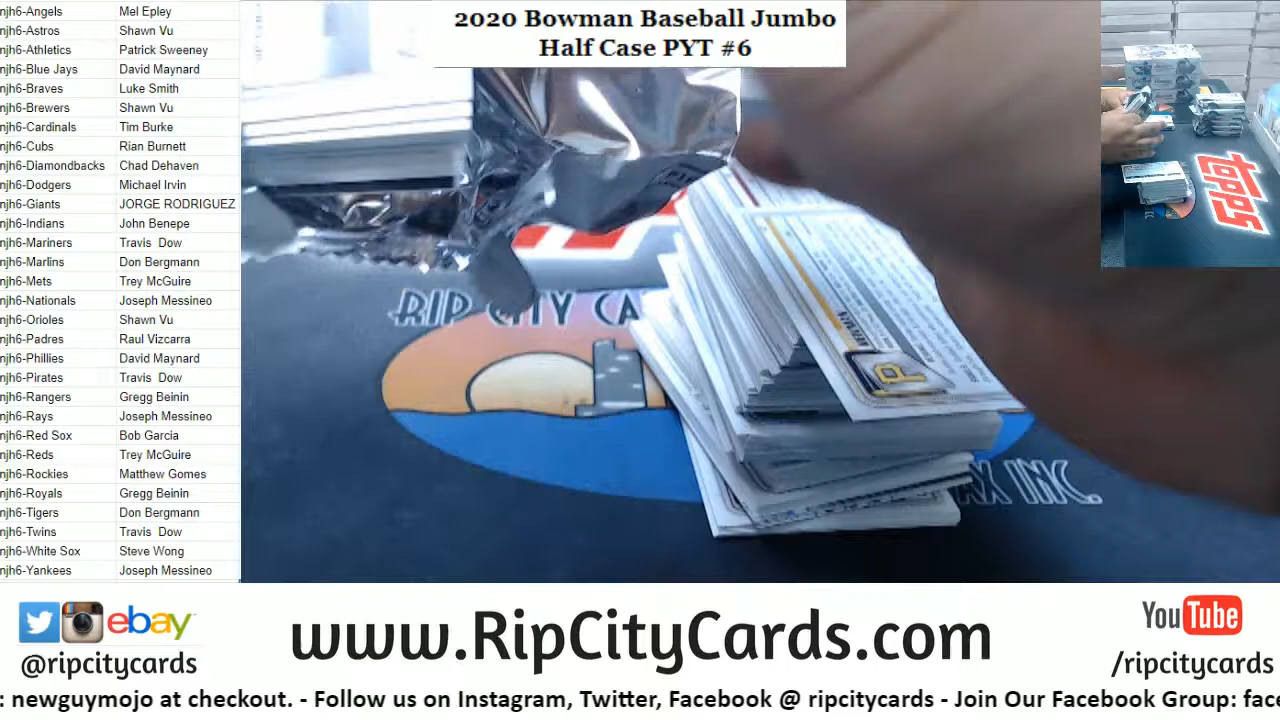 2020 Bowman Baseball Jumbo
Half Case PYT #6
njh6-Angels Mel Epley
njh6-Astros Shawn Vu
njh6-Athletics Patrick Sweeney
njh6-Blue Jays David Maynard
njh6-Braves Luke Smith
njh6-Brewers Shawn Vu
njh6-Cardinals Tim Burke
njh6-Cubs Rian Burnett
njh6-Diamondbacks Chad Dehaven
njh6-Dodgers Michael Irvin
njh6-Giants JORGE RODRIGUEZ
njh6-Indians John Benepe
njh6-Mariners Travis Dow
njh6-Marlins Don Bergmann
njh6-Mets Trey McGuire
njh6-Nationals Joseph Messineo
njh6-Orioles Shawn Vu
njh6-Padres Raul Vizcarra
njh6-Phillies David Maynard
njh6-Pirates Travis Dow
njh6-Rangers Gregg Beinin
njh6-Rays Joseph Messineo
njh6-Red Sox Bob Garcia
njh6-Reds Trey McGuire
njh6-Rockies Matthew Gomes
njh6-Royals Gregg Beinin
njh6-Tigers Don Bergmann
njh6-Twins Travis Dow
njh6-White Sox Steve Wong
njh6-Yankees Joseph Messineo
topps
RIP CITY CA
AX INC.
P
ebay
@ripcitycards
www.RipCityCards.com
YouTube
/ripcitycards
: newguymojo at checkout. - Follow us on Instagram, Twitter, Facebook @ ripcitycards - Join Our Facebook Group: face